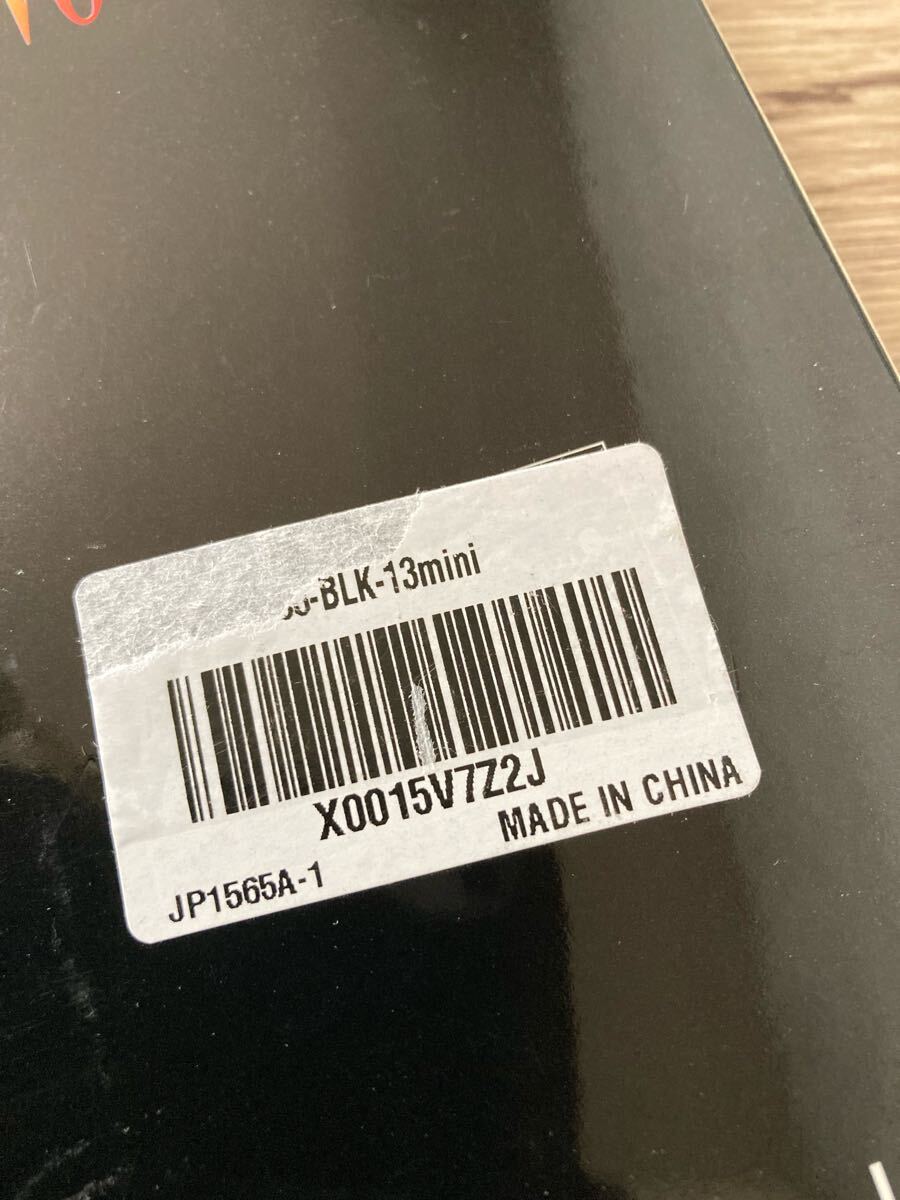 -BLK-13mini
X0015V7Z2J
MADE IN CHINA
JP1565A-1